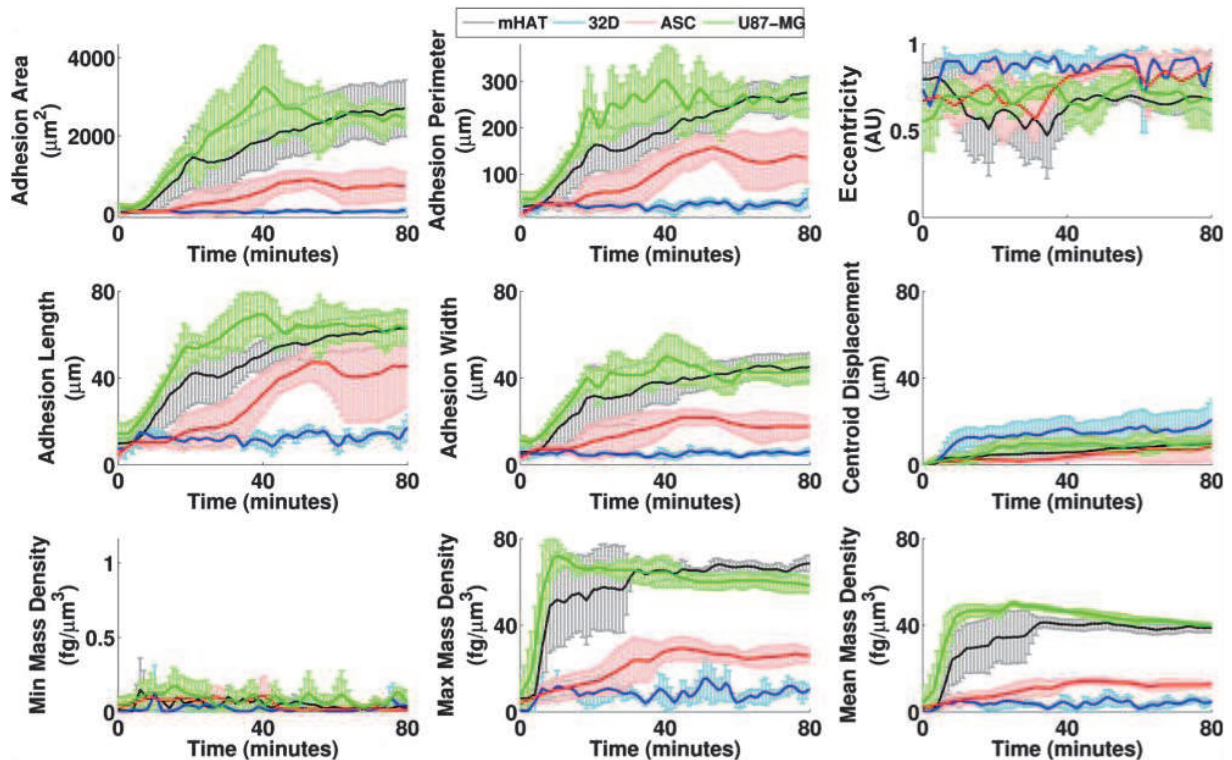 mHAT 32D ASC U87-MG
Adhesion Area
(μm²)
4000
2000
0
0 40 80
Time (minutes)
Adhesion Perimeter
(μm)
300
200
100
0 40 80
Time (minutes)
Eccentricity
(AU)
1
0.5
0
0 40 80
Time (minutes)
Adhesion Length
(μm)
80
40
0
0 40 80
Time (minutes)
Adhesion Width
(μm)
80
40
0
0 40 80
Time (minutes)
Centroid Displacement
(μm)
80
40
0
0 40 80
Time (minutes)
Min Mass Density
(fg/μm³)
1
0.5
0
0 40 80
Time (minutes)
Max Mass Density
(fg/μm³)
80
40
0
0 40 80
Time (minutes)
Mean Mass Density
(fg/μm³)
80
40
0
0 40 80
Time (minutes)